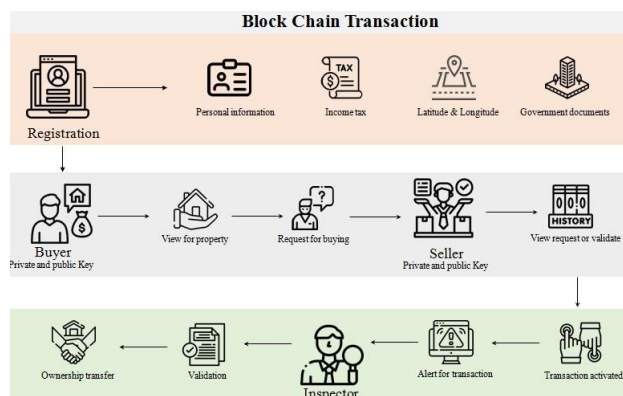 Block Chain Transaction
TAX
Personal information
Income tax
Latitude & Longitude
Government documents
Registration
?
HISTORY
View for property
Request for buying
View request or validate
Buyer
Seller
Private and public Key
Private and public Key
Ownership transfer
Validation
Alert for transaction
Transaction activated
Inspector